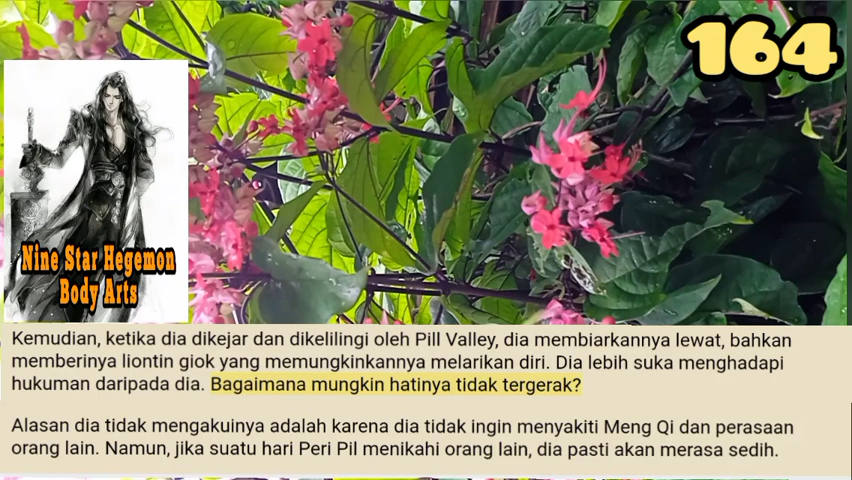 164
Nine Star Hegemon
Body Arts
Kemudian, ketika dia dikejar dan dikelilingi oleh Pill Valley, dia membiarkannya lewat, bahkan
memberinya liontin giok yang memungkinkannya melarikan diri. Dia lebih suka menghadapi
hukuman daripada dia. Bagaimana mungkin hatinya tidak tergerak?
Alasan dia tidak mengakuinya adalah karena dia tidak ingin menyakiti Meng Qi dan perasaan
orang lain. Namun, jika suatu hari Peri Pil menikahi orang lain, dia pasti akan merasa sedih.